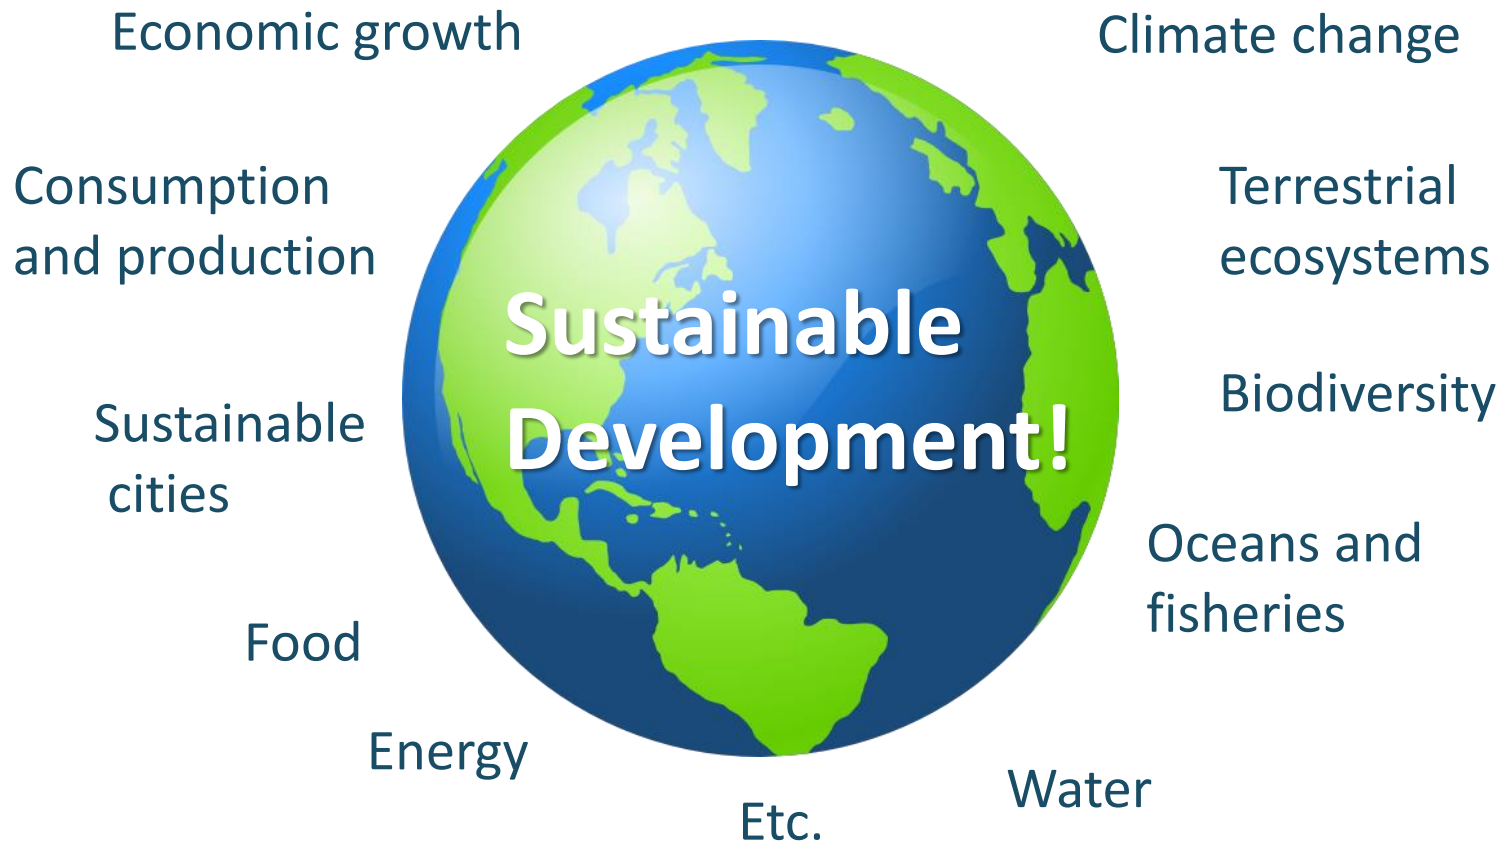 Economic growth
Climate change
Consumption
and production
Terrestrial
ecosystems
Sustainable
Development!
Biodiversity
Sustainable
cities
Oceans and
fisheries
Food
Energy
Water
Etc.